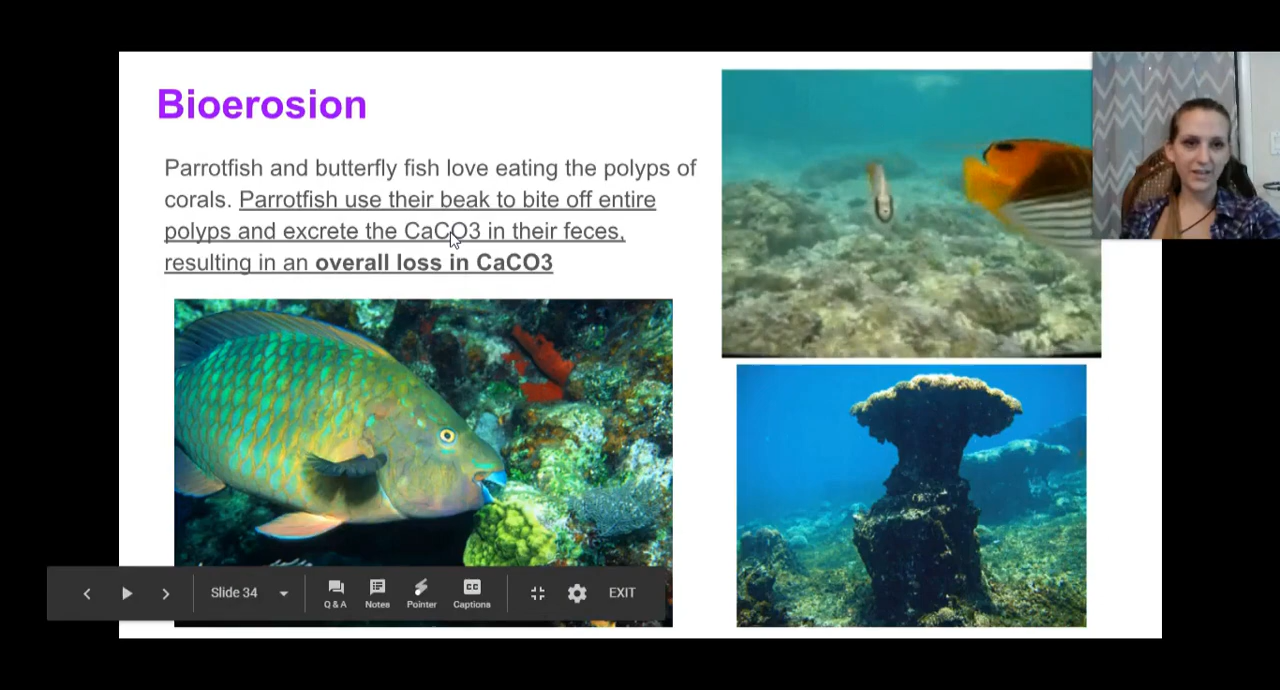 Bioerosion
Parrotfish and butterfly fish love eating the polyps of
corals. Parrotfish use their beak to bite off entire
polyps and excrete the CaCO3 in their feces,
resulting in an overall loss in CaCO3
Slide 34
Q & A
Notes
Pointer
CC
Captions
EXIT